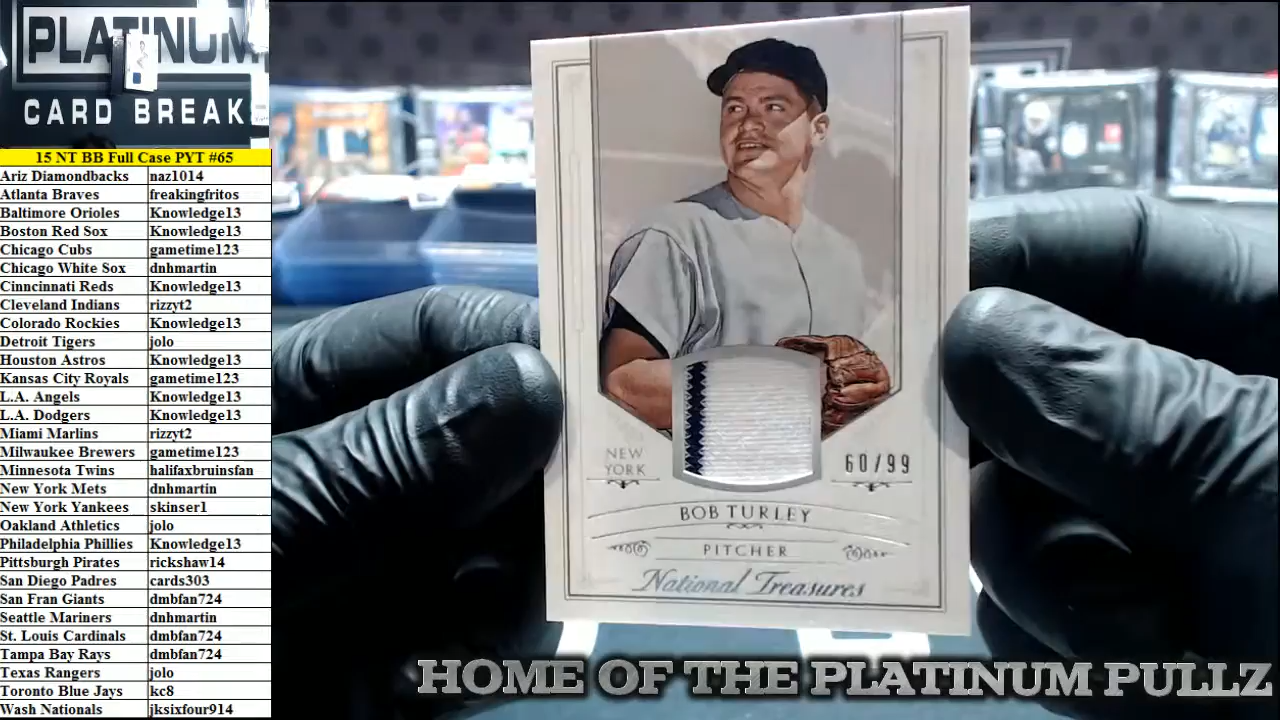 PLATINUM
CARD BREAK
15 NT BB Full Case PYT #65
Ariz Diamondbacks naz1014
Atlanta Braves freakingfritos
Baltimore Orioles Knowledge13
Boston Red Sox Knowledge13
Chicago Cubs gametime123
Chicago White Sox dnhmartin
Cinncinnati Reds Knowledge13
Cleveland Indians rizzyt2
Colorado Rockies Knowledge13
Detroit Tigers jolo
Houston Astros Knowledge13
Kansas City Royals gametime123
L.A. Angels Knowledge13
L.A. Dodgers Knowledge13
Miami Marlins rizzyt2
Milwaukee Brewers gametime123
Minnesota Twins halifaxbruinsfan
New York Mets dnhmartin
New York Yankees skinser1
Oakland Athletics jolo
Philadelphia Phillies Knowledge13
Pittsburgh Pirates rickshaw14
San Diego Padres cards303
San Fran Giants dmbfan724
Seattle Mariners dnhmartin
St. Louis Cardinals dmbfan724
Tampa Bay Rays dmbfan724
Texas Rangers jolo
Toronto Blue Jays kc8
Wash Nationals jksixfour914
NEW
YORK
60/99
BOB TURLEY
PITCHER
National Treasures
HOME OF THE PLATINUM PULLZ